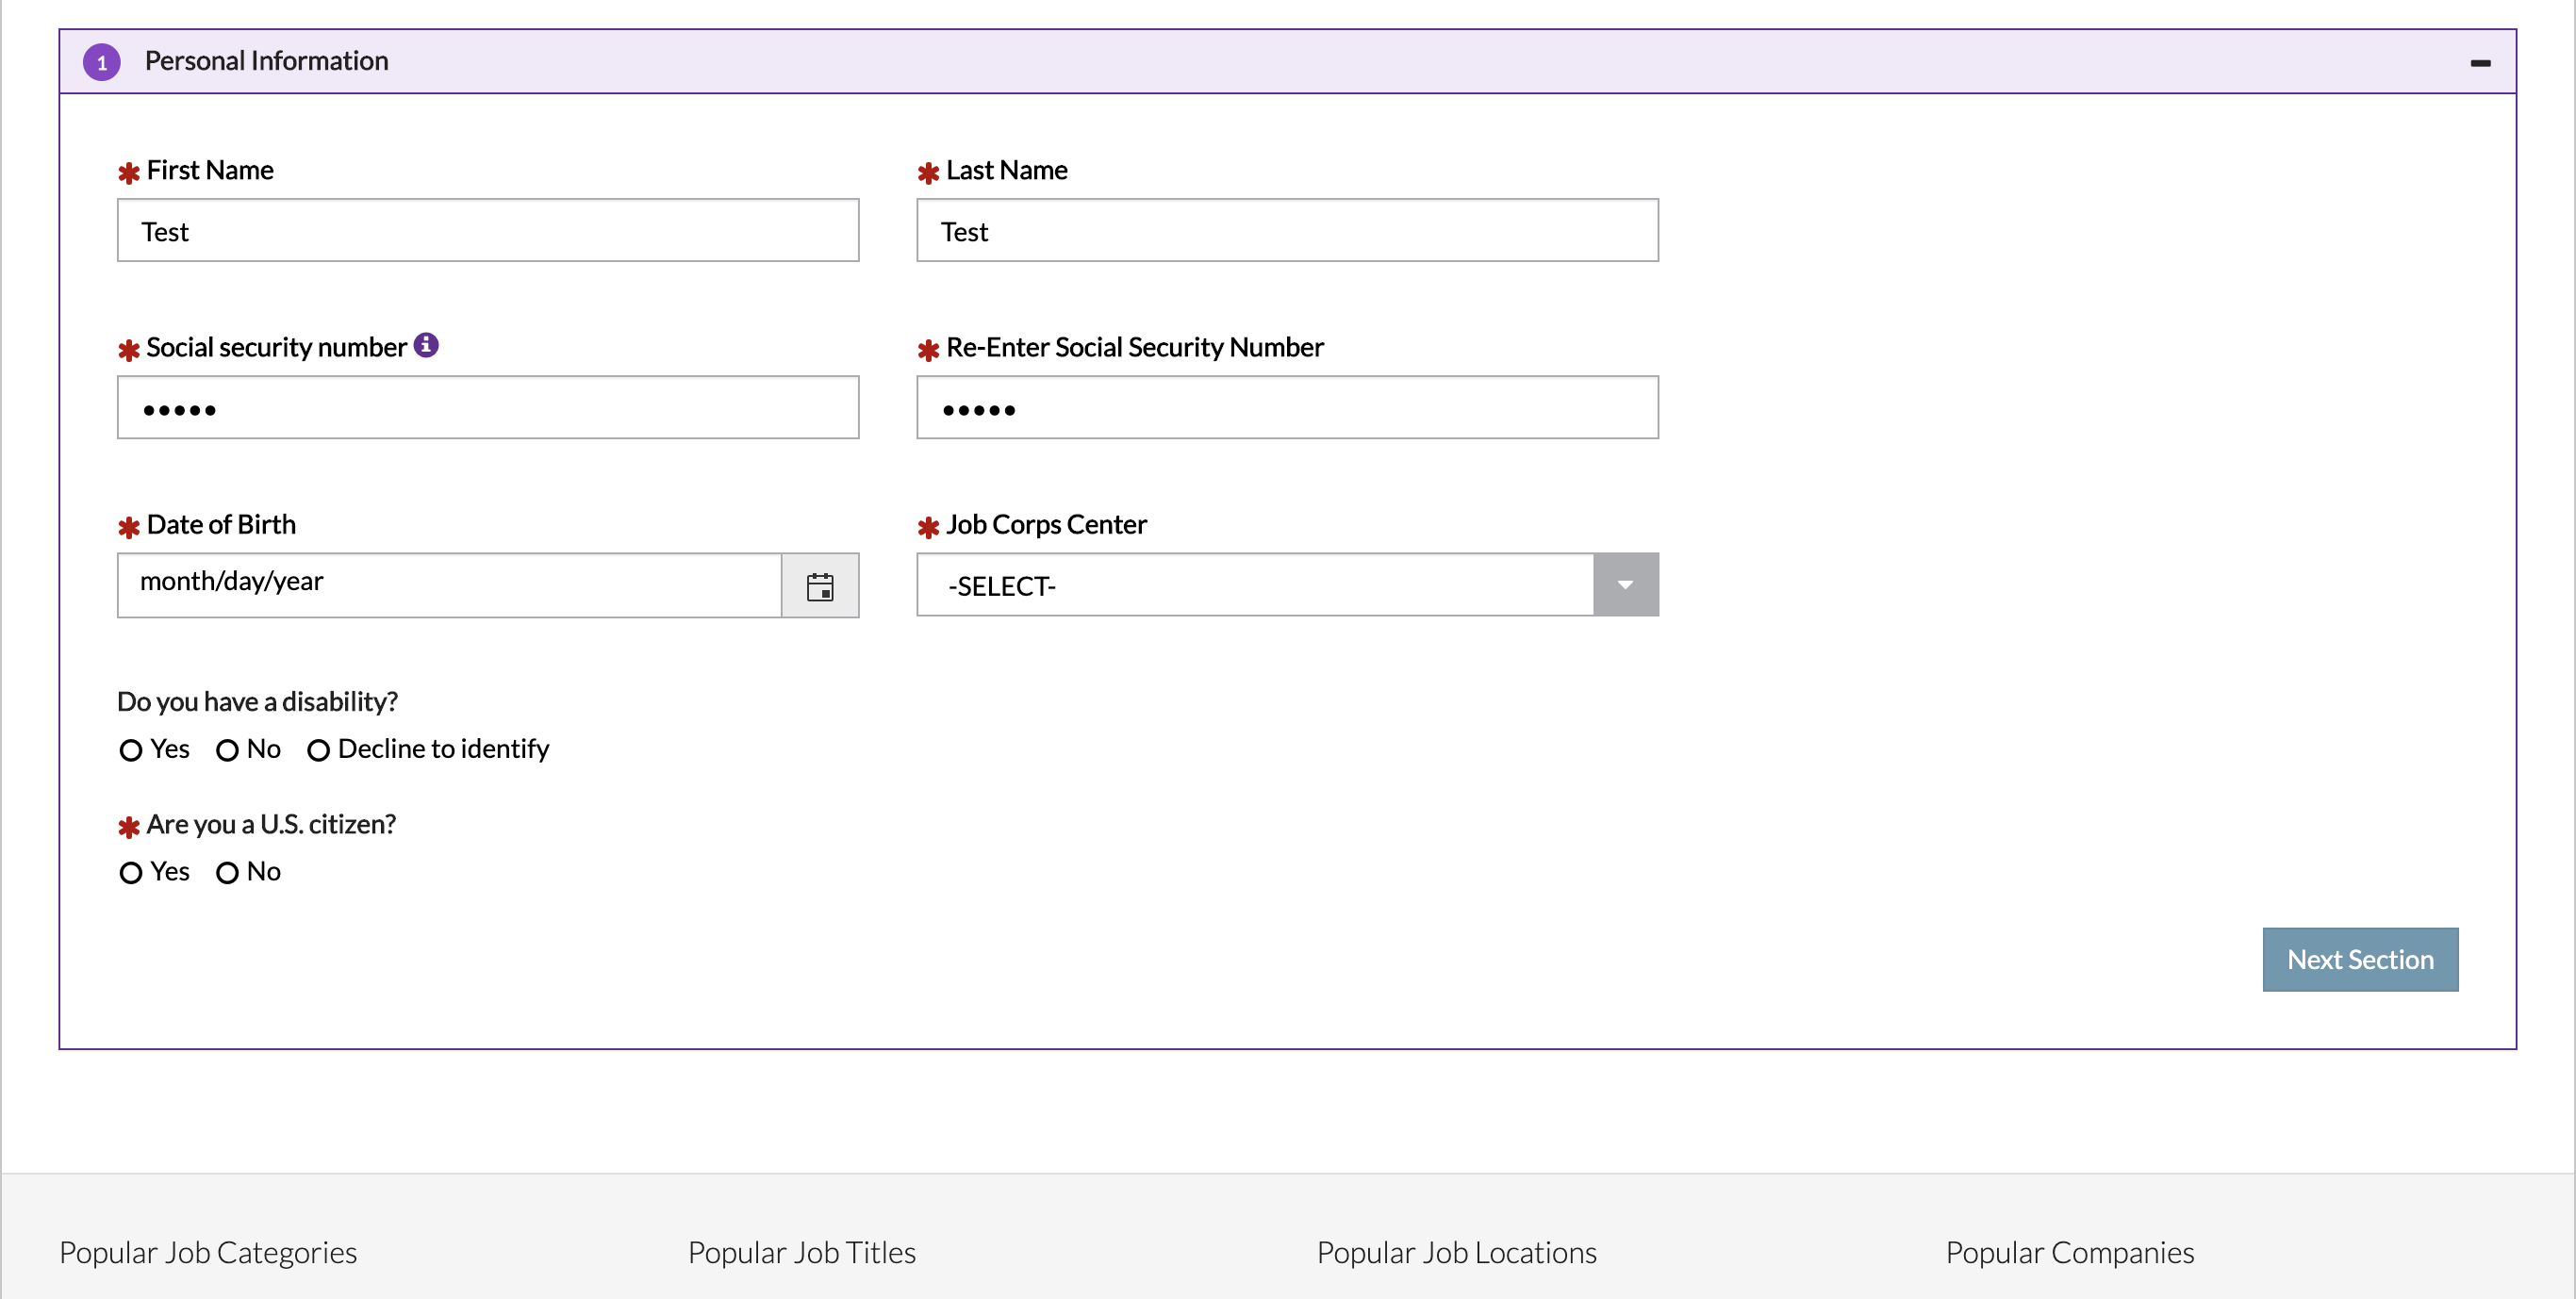 1 Personal Information
* First Name * Last Name
Test Test
* Social security number * Re-Enter Social Security Number
••••• •••••
* Date of Birth * Job Corps Center
month/day/year -SELECT-
Do you have a disability?
Yes No Decline to identify
* Are you a U.S. citizen?
Yes No
Next Section
Popular Job Categories Popular Job Titles Popular Job Locations Popular Companies